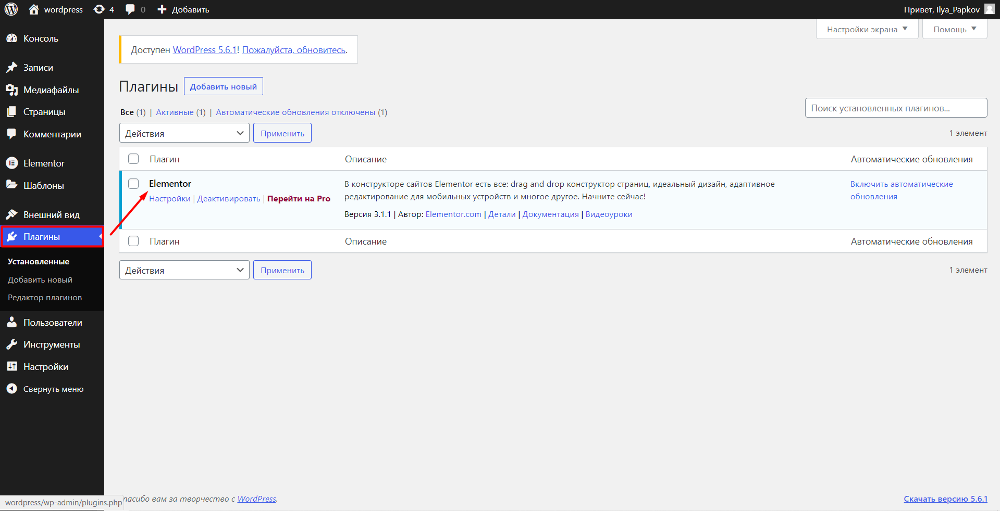 wordpress 4 0 Добавить Привет, Ilya_Papkov
Консоль
Записи
Медиафайлы
Страницы
Комментарии
Elementor
Шаблоны
Внешний вид
Плагины
Установленные
Добавить новый
Редактор плагинов
Пользователи
Инструменты
Настройки
Свернуть меню
Настройки экрана Помощь
Доступен WordPress 5.6.1! Пожалуйста, обновитесь.
Плагины Добавить новый
Все (1) | Активные (1) | Автоматические обновления отключены (1)
Поиск установленных плагинов...
Действия Применить 1 элемент
Плагин Описание Автоматические обновления
Elementor
Настройки | Деактивировать | Перейти на Pro
В конструкторе сайтов Elementor есть все: drag and drop конструктор страниц, идеальный дизайн, адаптивное
редактирование для мобильных устройств и многое другое. Начните сейчас!
Версия 3.1.1 | Автор: Elementor.com | Детали | Документация | Видеоуроки
Включить автоматические
обновления
Плагин Описание Автоматические обновления
Действия Применить 1 элемент
пасибо вам за творчество с WordPress. Скачать версию 5.6.1
wordpress/wp-admin/plugins.php